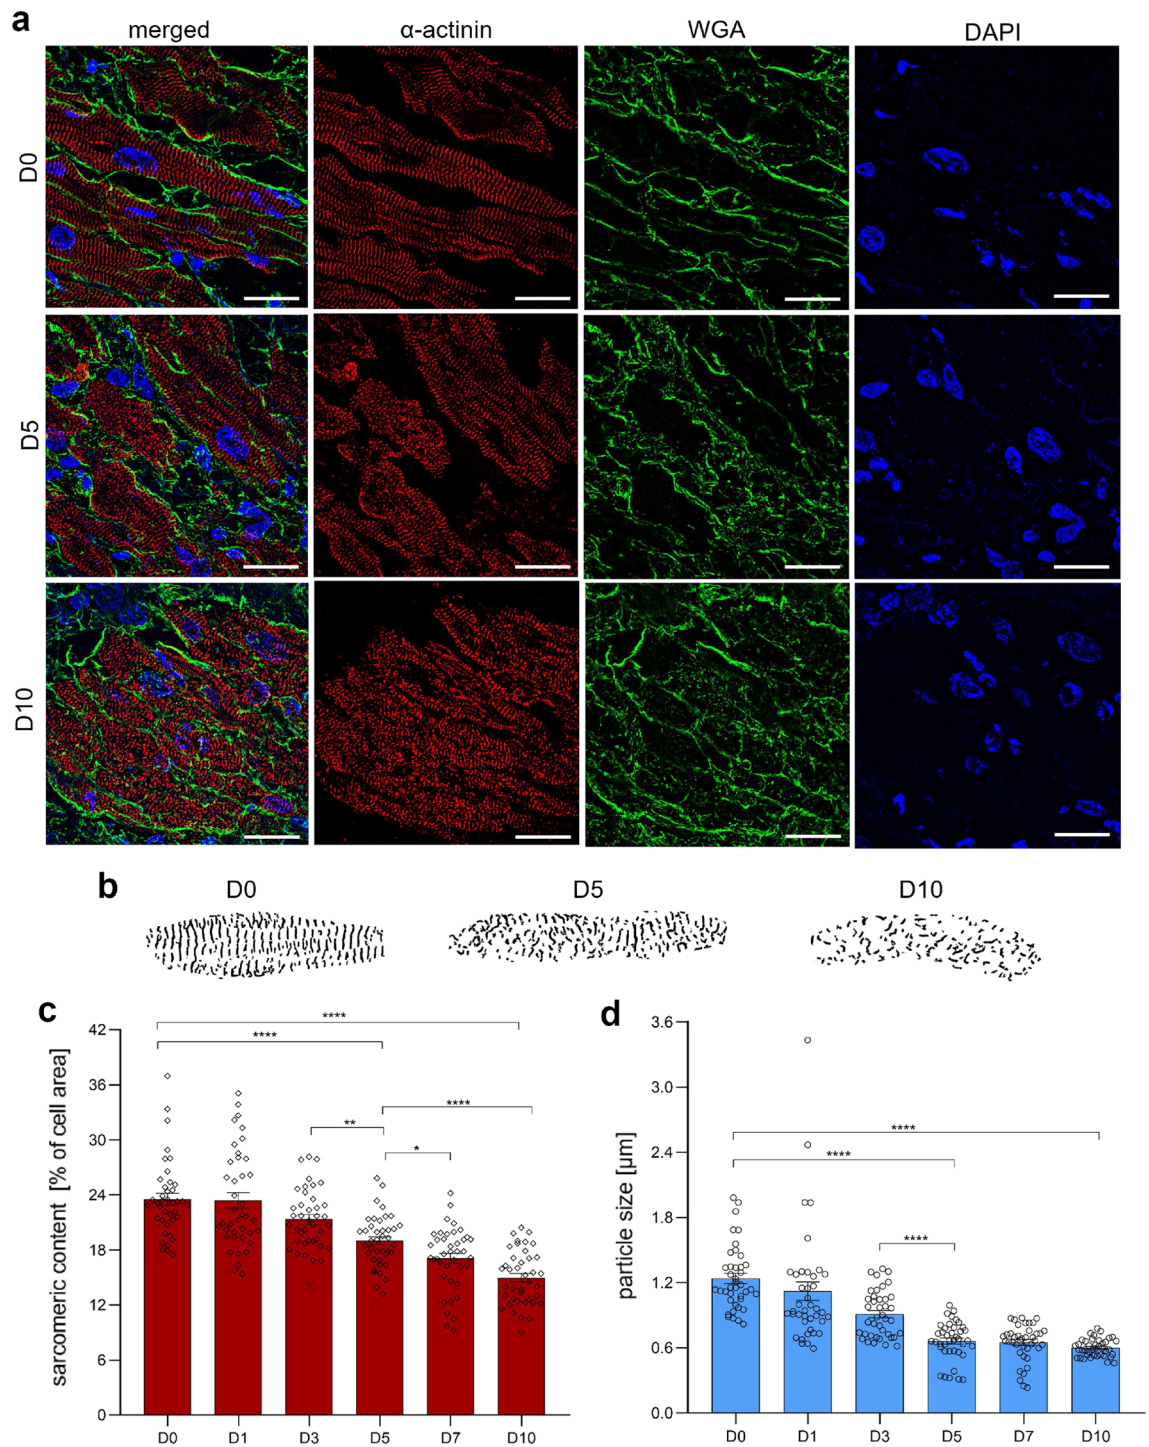 a
merged α-actinin WGA DAPI
D0
D5
D10
b
D0 D5 D10
c
sarcomeric content [% of cell area]
42
36
30
24
18
12
6
0
****
****
****
**
*
D0 D1 D3 D5 D7 D10
d
particle size [µm]
3.6
3.0
2.4
1.8
1.2
0.6
0.0
****
****
****
D0 D1 D3 D5 D7 D10